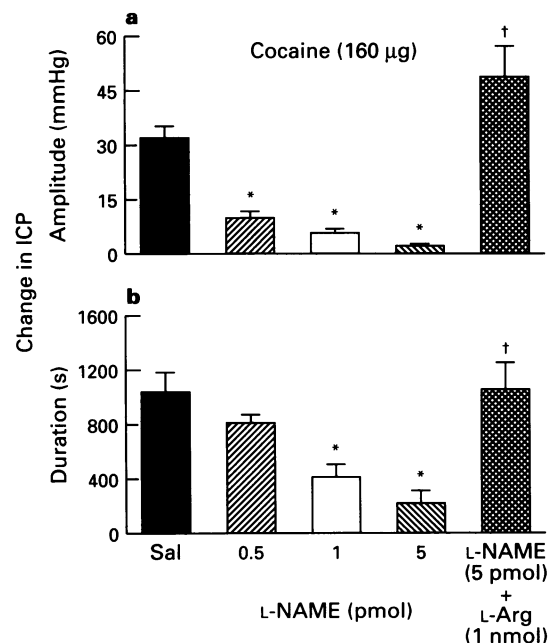 a
Cocaine (160 µg)
†
60
45
30
15
0
*
*
*
Amplitude (mmHg)
Change in ICP
b
†
1600
1200
800
400
0
*
*
Duration (s)
Sal
0.5
1
5
L-NAME
(5 pmol)
+
L-Arg
(1 nmol)
L-NAME (pmol)